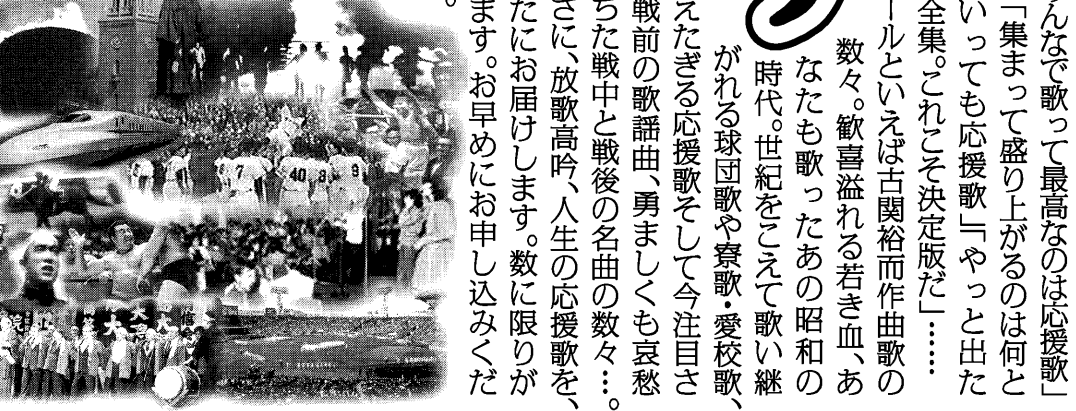 んなで歌って最高なのは応援歌」
「集まって盛り上がるのは何と
いっても応援歌」『やっと出た
全集。これこそ決定版だ」……
ールといえば古関裕而作曲歌の
数々。歓喜溢れる若き血、あ
なたも歌ったあの昭和の
時代。世紀をこえて歌い継
がれる球団歌や寮歌・愛校歌、
えたぎる応援歌そして今注目さ
戦前の歌謡曲、勇ましくも哀愁
ちた戦中と戦後の名曲の数々…。
さに、放歌高吟、人生の応援歌を、
たにお届けします。数に限りが
ます。お早めにお申し込みくだ
。
7
40
8
9
大